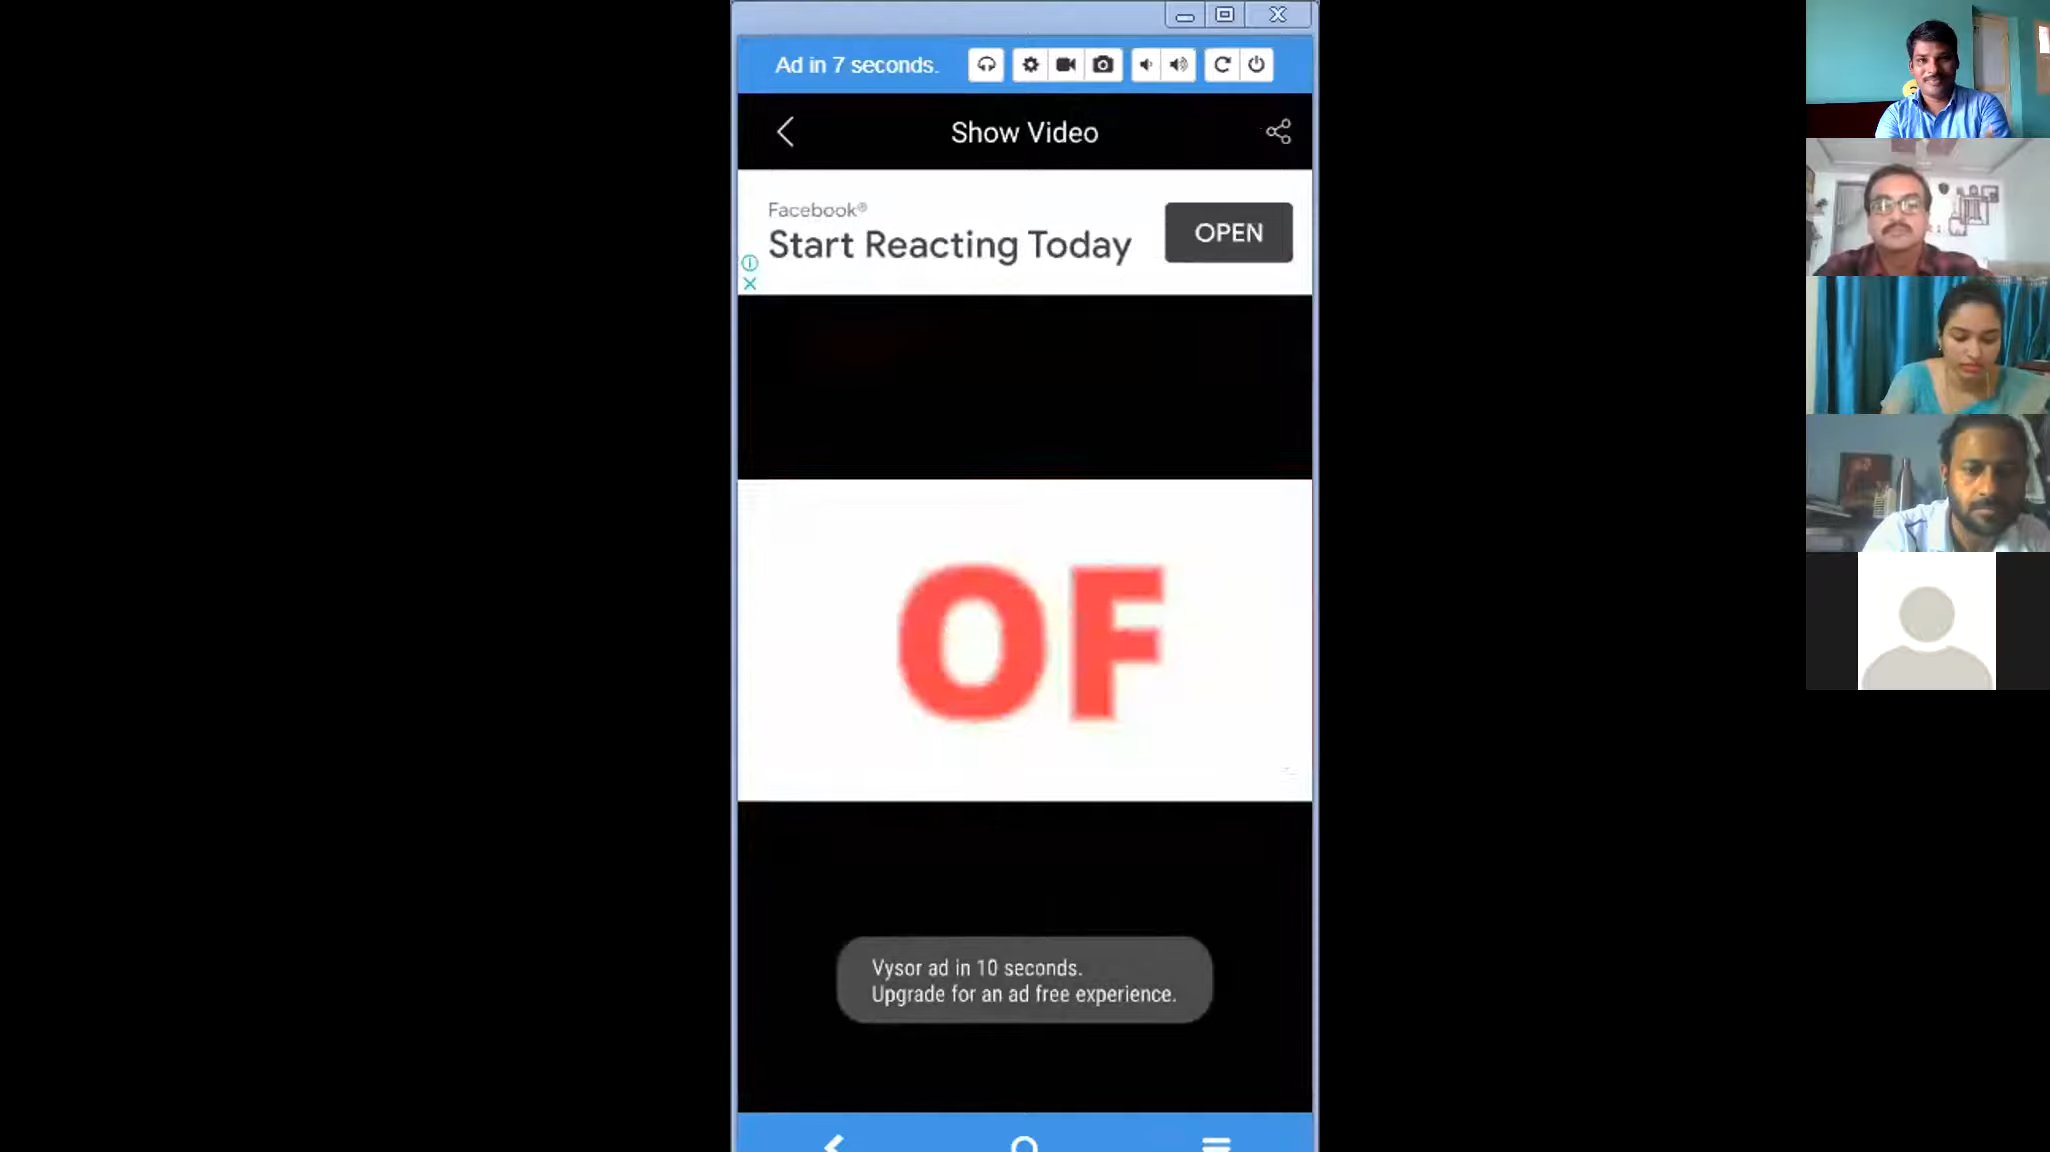 Ad in 7 seconds.
Show Video
Facebook®
Start Reacting Today
OPEN
OF
Vysor ad in 10 seconds.
Upgrade for an ad free experience.